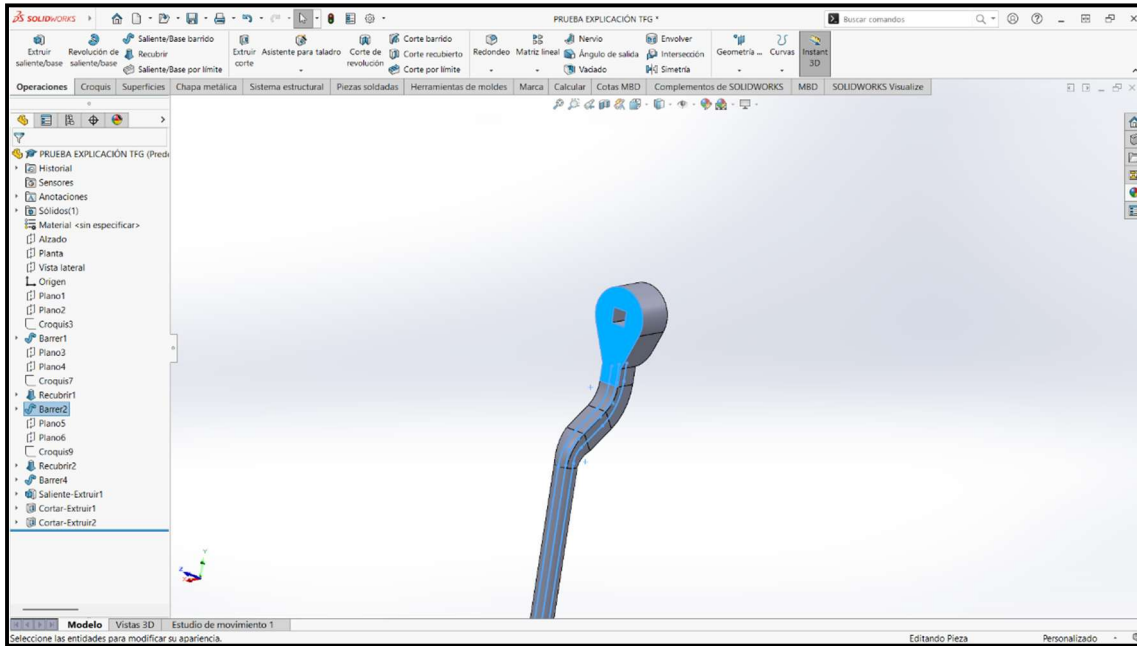 SOLIDWORKS
PRUEBA EXPLICACIÓN TFG *
Buscar comandos
Extruir saliente/base
Revolución de saliente/base
Saliente/Base barrido
Recubrir
Saliente/Base por límite
Extruir corte
Asistente para taladro
Corte de revolución
Corte barrido
Corte recubierto
Corte por límite
Redondeo
Matriz lineal
Nervio
Ángulo de salida
Vaciado
Envolver
Intersección
Simetría
Geometría ...
Curvas
Instant 3D
Operaciones Croquis Superficies Chapa metálica Sistema estructural Piezas soldadas Herramientas de moldes Marca Calcular Cotas MBD Complementos de SOLIDWORKS MBD SOLIDWORKS Visualize
PRUEBA EXPLICACIÓN TFG (Prede
Historial
Sensores
Anotaciones
Sólidos(1)
Material <sin especificar>
Alzado
Planta
Vista lateral
Origen
Plano1
Plano2
Croquis3
Barrer1
Plano3
Plano4
Croquis7
Recubrir1
Barrer2
Plano5
Plano6
Croquis9
Recubrir2
Barrer4
Saliente-Extruir1
Cortar-Extruir1
Cortar-Extruir2
Modelo Vistas 3D Estudio de movimiento 1
Seleccione las entidades para modificar su apariencia.
Editando Pieza
Personalizado